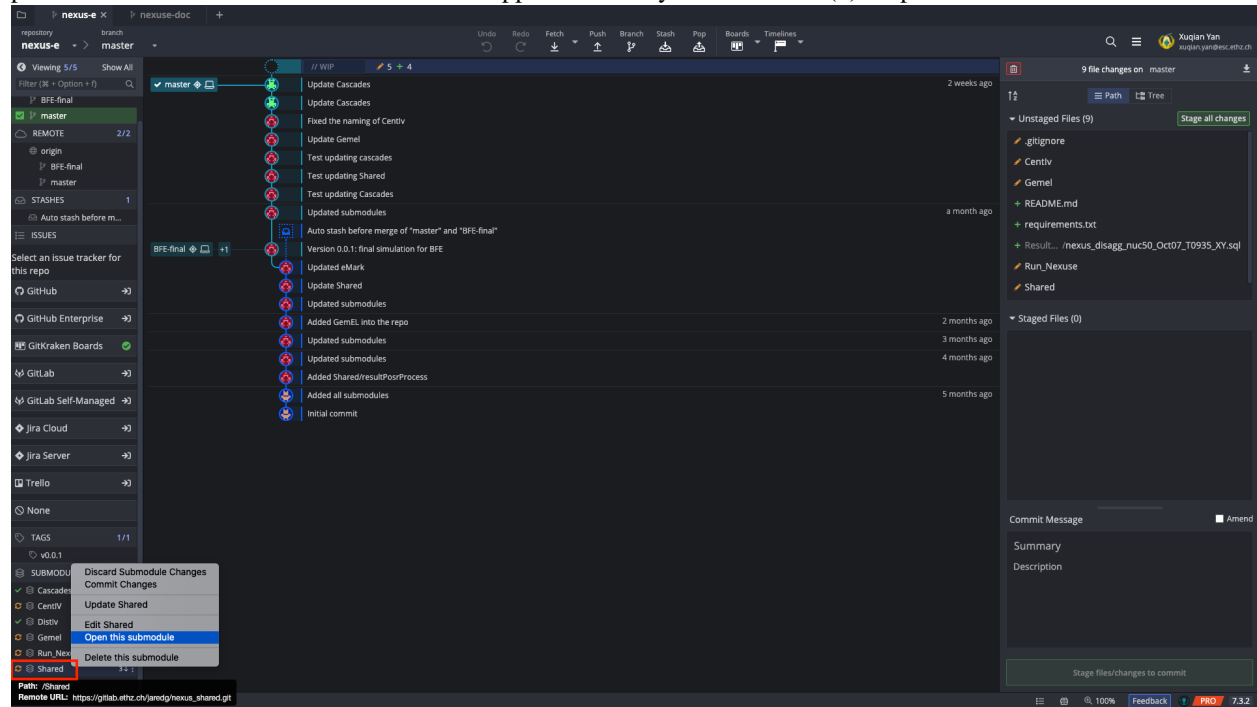 nexus-e ×
nexuse-doc
+
repository
branch
nexus-e
master
Undo
Redo
Fetch
Push
Branch
Stash
Pop
Boards
Timelines
Xuqian Yan
xuqian.yan@esc.ethz.ch
Viewing 5/5
Show All
Filter (⌘ + Option + f)
BFE-final
master
REMOTE
2/2
origin
BFE-final
master
STASHES
1
Auto stash before m...
ISSUES
Select an issue tracker for
this repo
GitHub
GitHub Enterprise
GitKraken Boards
GitLab
GitLab Self-Managed
Jira Cloud
Jira Server
Trello
None
TAGS
1/1
v0.0.1
SUBMODU
Cascades
CentIV
Distiv
Gemel
Run_Nex
Shared
3↓
Discard Submodule Changes
Commit Changes
Update Shared
Edit Shared
Open this submodule
Delete this submodule
Path: /Shared
Remote URL: https://gitlab.ethz.ch/jaredg/nexus_shared.git
// WIP
5 + 4
master
Update Cascades
2 weeks ago
Update Cascades
Fixed the naming of CentIv
Update Gemel
Test updating cascades
Test updating Shared
Test updating Cascades
Updated submodules
a month ago
Auto stash before merge of "master" and "BFE-final"
BFE-final
+1
Version 0.0.1: final simulation for BFE
Updated eMark
Update Shared
Updated submodules
Added GemEL into the repo
2 months ago
Updated submodules
3 months ago
Updated submodules
4 months ago
Added Shared/resultPosrProcess
Added all submodules
5 months ago
Initial commit
9 file changes on master
Path
Tree
Unstaged Files (9)
Stage all changes
.gitignore
CentIv
Gemel
+ README.md
+ requirements.txt
+ Result... /nexus_disagg_nuc50_Oct07_T0935_XY.sql
Run_Nexuse
Shared
Staged Files (0)
Commit Message
Amend
Summary
Description
Stage files/changes to commit
100%
Feedback
PRO
7.3.2